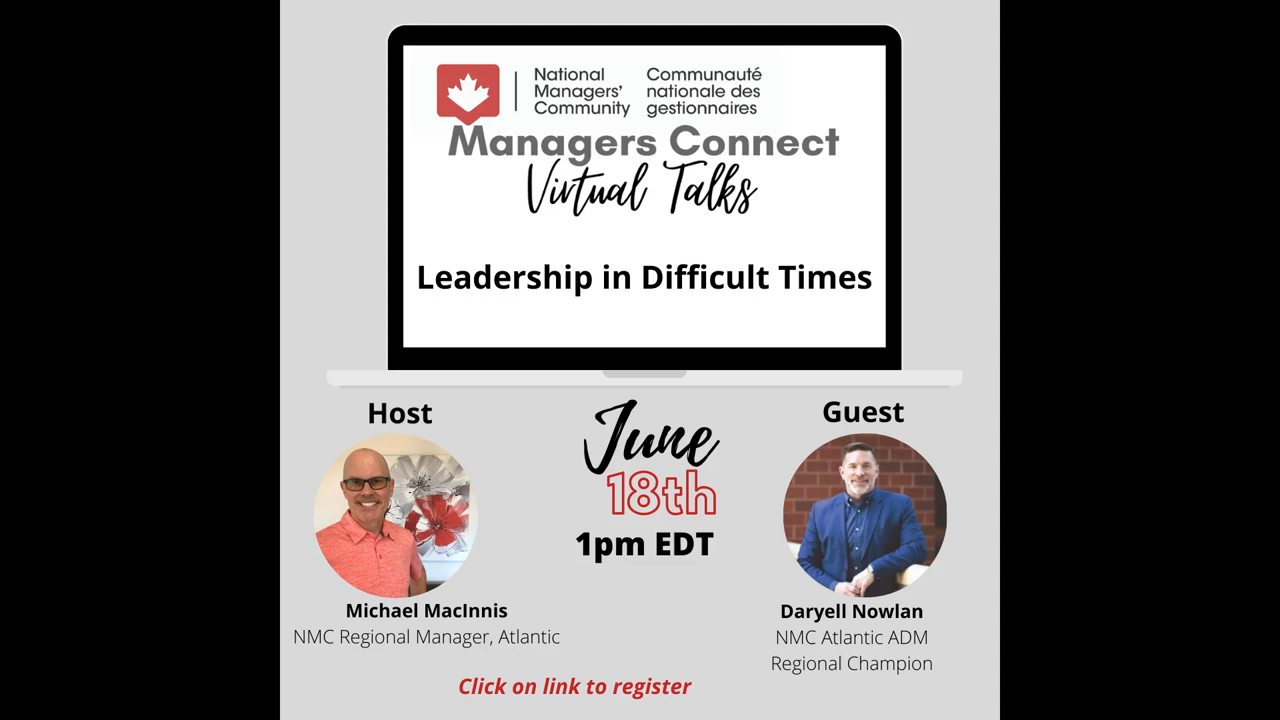 National
Managers'
Community
Communauté
nationale des
gestionnaires
Managers Connect
Virtual Talks
Leadership in Difficult Times
Host
Michael MacInnis
NMC Regional Manager, Atlantic
June
18th
1pm EDT
Guest
Daryell Nowlan
NMC Atlantic ADM
Regional Champion
Click on link to register